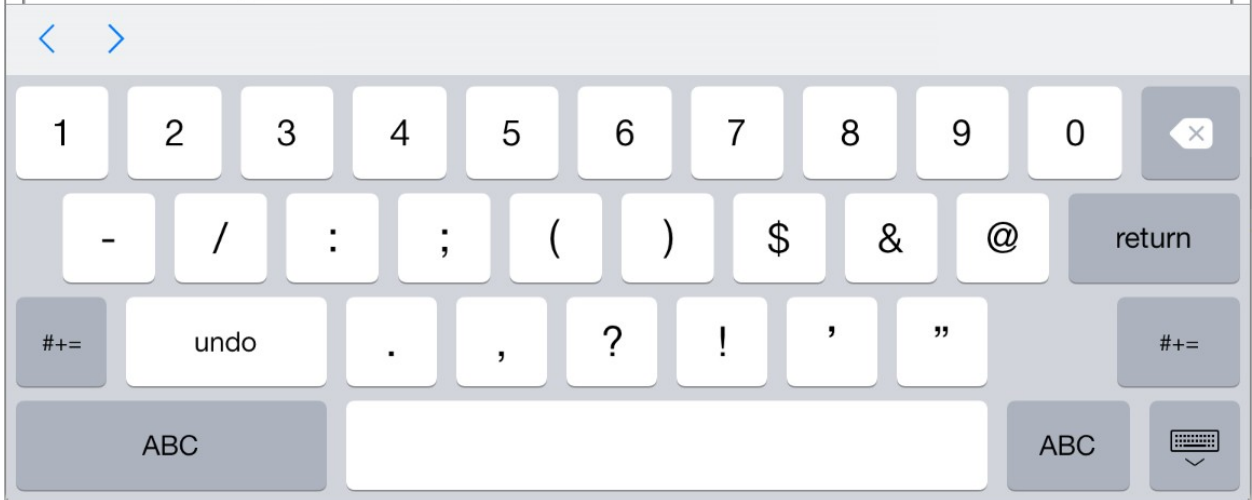 1 2 3 4 5 6 7 8 9 0
- / : ; ( ) $ & @ return
#+= undo . , ? ! ’ ” #+=
ABC ABC